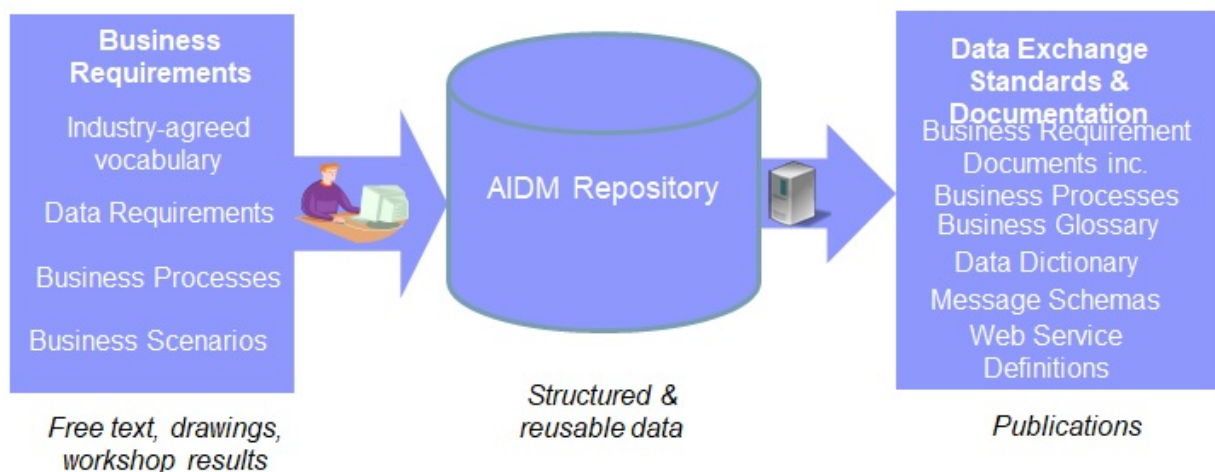 Business
Requirements
Industry-agreed
vocabulary
Data Requirements
Business Processes
Business Scenarios
Free text, drawings,
workshop results
AIDM Repository
Structured &
reusable data
Data Exchange
Standards &
Documentation
Business Requirement
Documents inc.
Business Processes
Business Glossary
Data Dictionary
Message Schemas
Web Service
Definitions
Publications